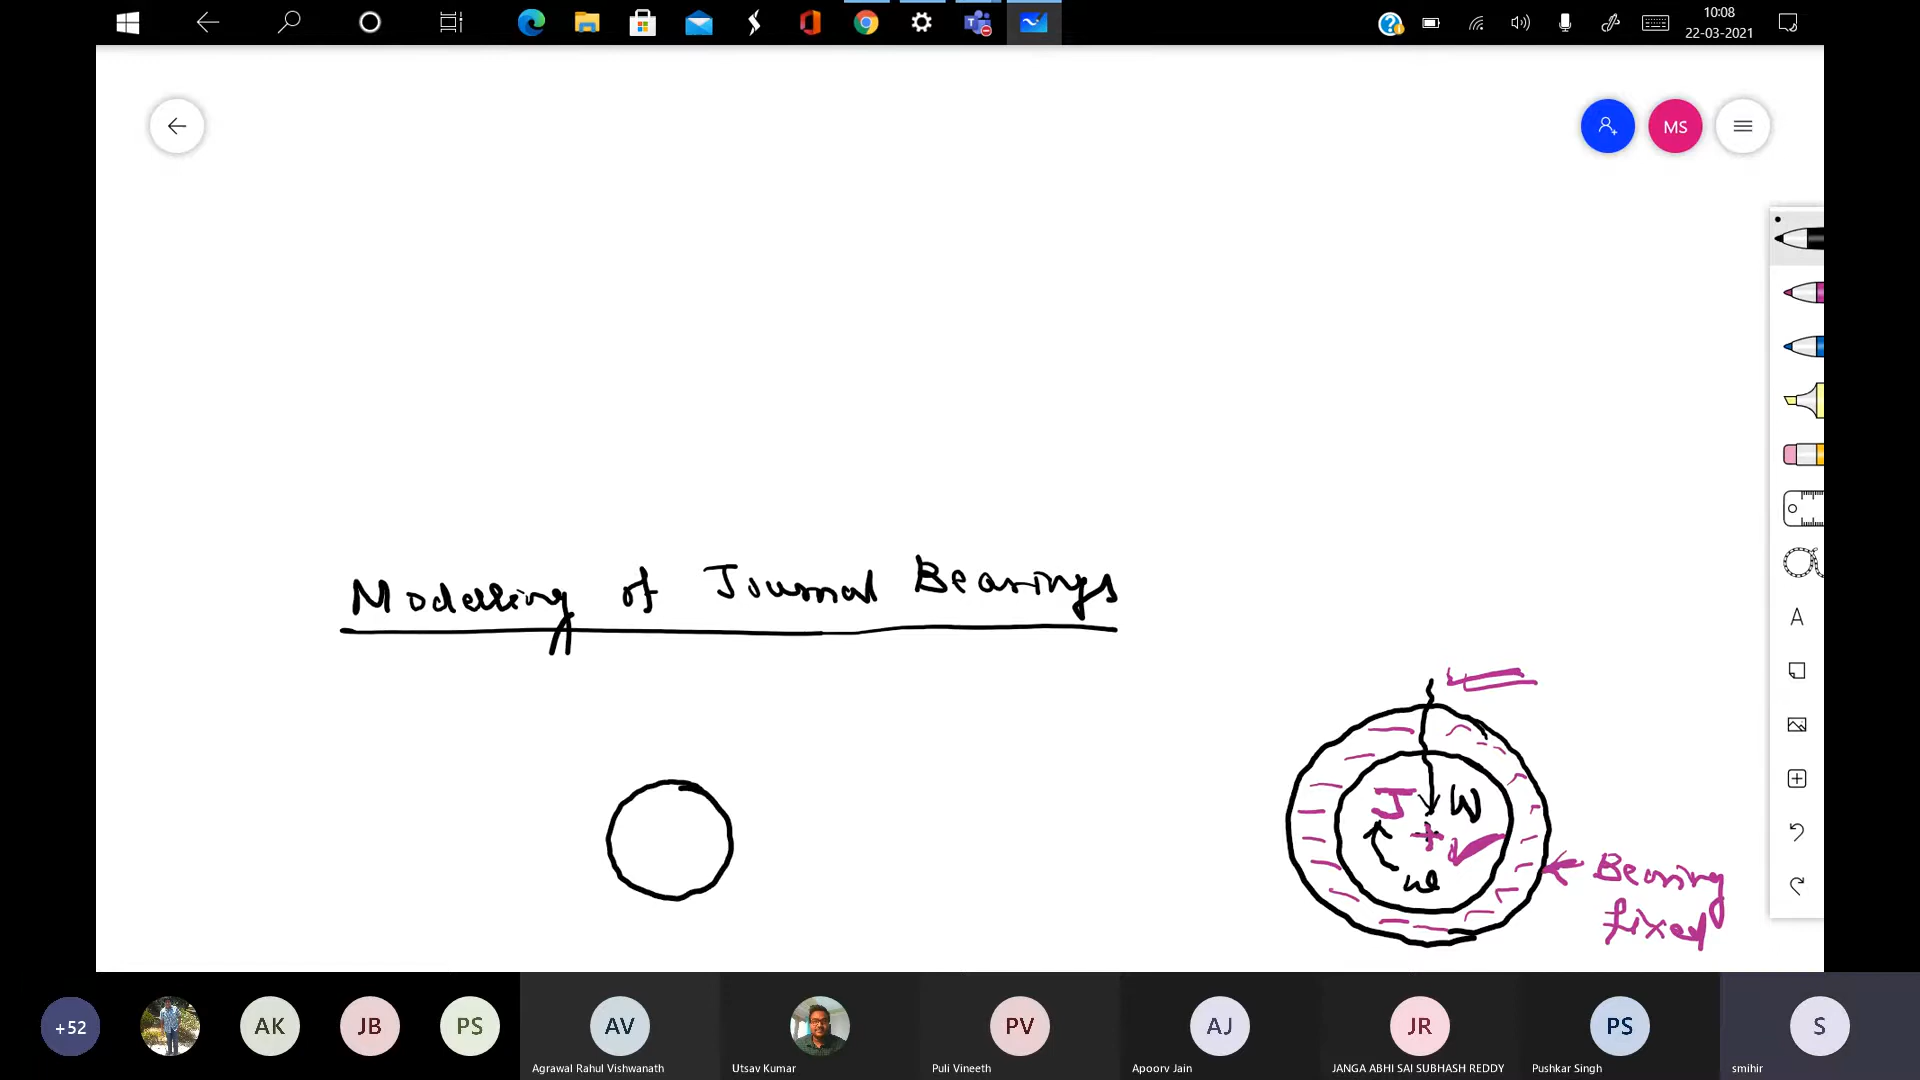 10:08
22-03-2021
MS
A
Modelling of Journal Bearings
J W
ω
Bearing
fixed
+52
AK
JB
PS
AV
PV
AJ
JR
PS
S
Agrawal Rahul Vishwanath
Utsav Kumar
Puli Vineeth
Apoorv Jain
JANGA ABHI SAI SUBHASH REDDY
Pushkar Singh
smihir